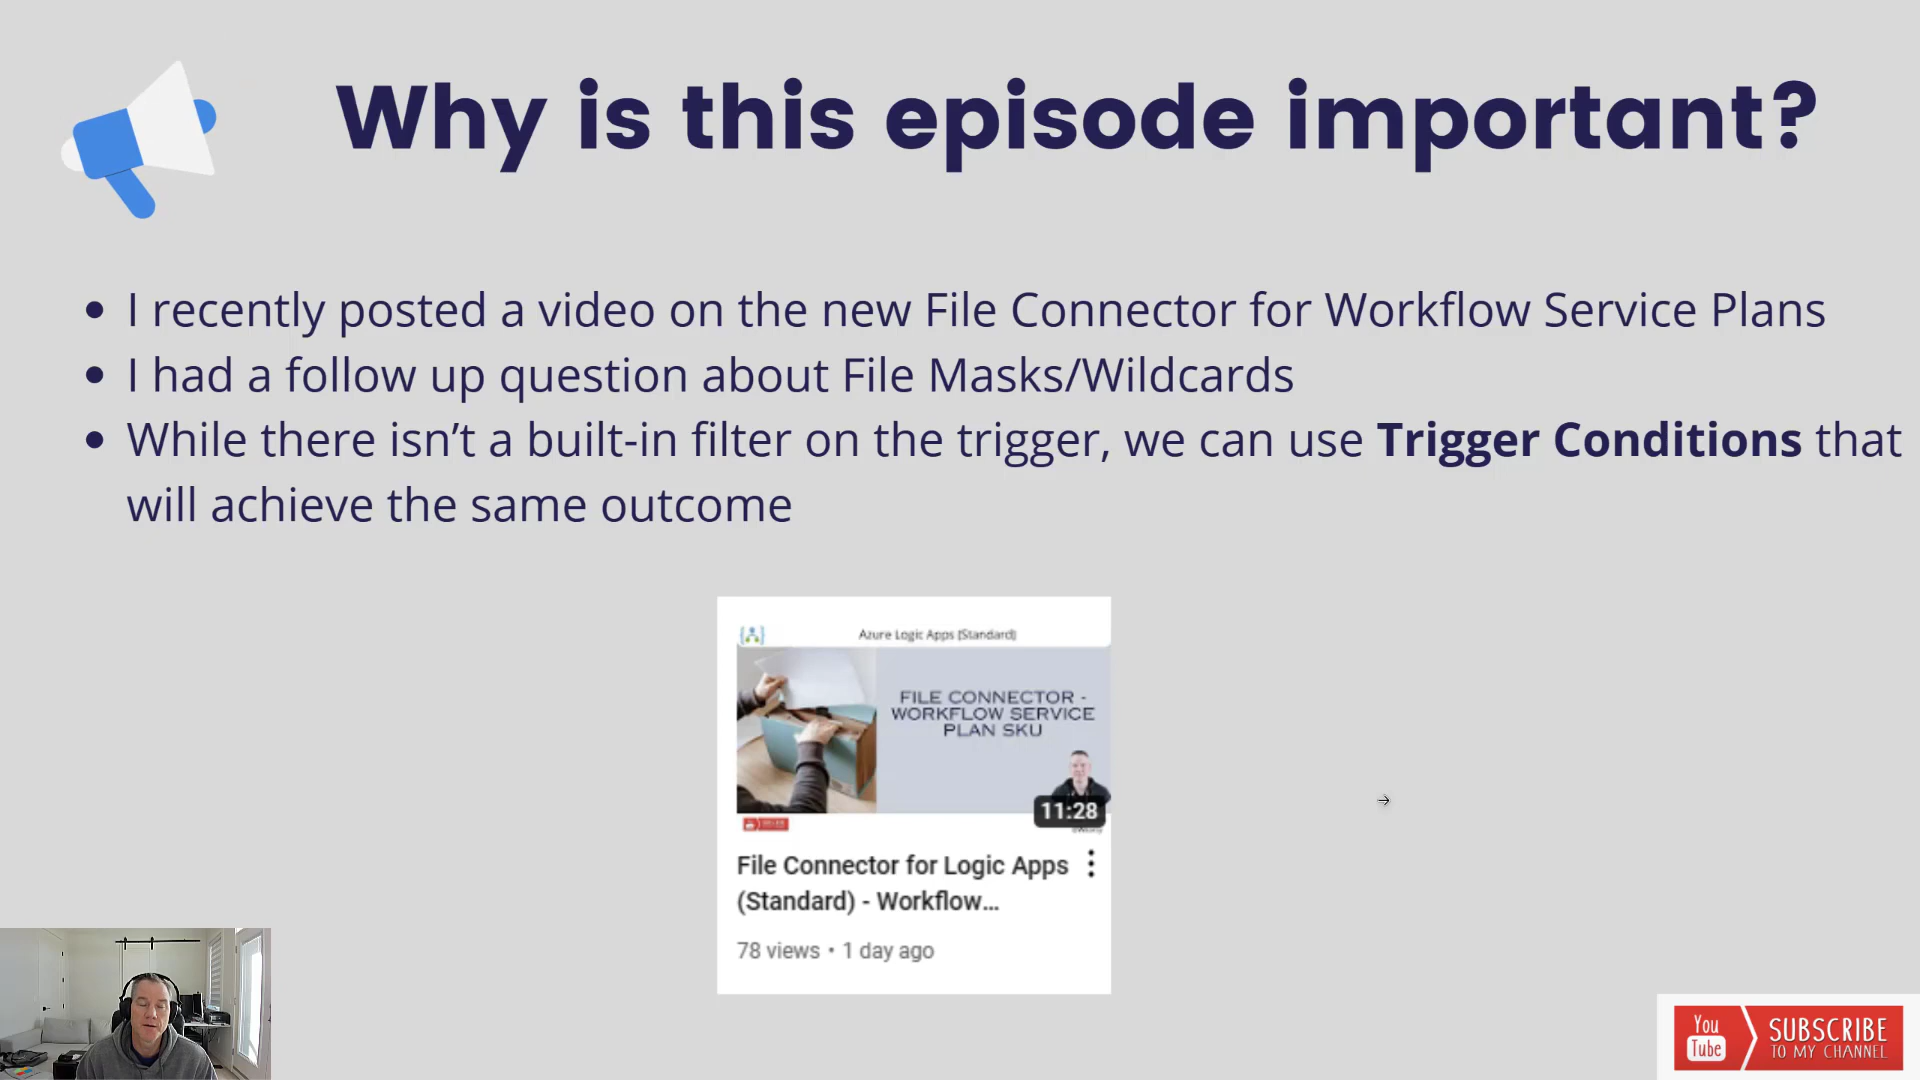 Why is this episode important?
• I recently posted a video on the new File Connector for Workflow Service Plans
• I had a follow up question about File Masks/Wildcards
• While there isn't a built-in filter on the trigger, we can use Trigger Conditions that
will achieve the same outcome
Azure Logic Apps (Standard)
FILE CONNECTOR -
WORKFLOW SERVICE
PLAN SKU
11:28
File Connector for Logic Apps
(Standard) - Workflow...
78 views • 1 day ago
You
Tube
SUBSCRIBE
TO MY CHANNEL